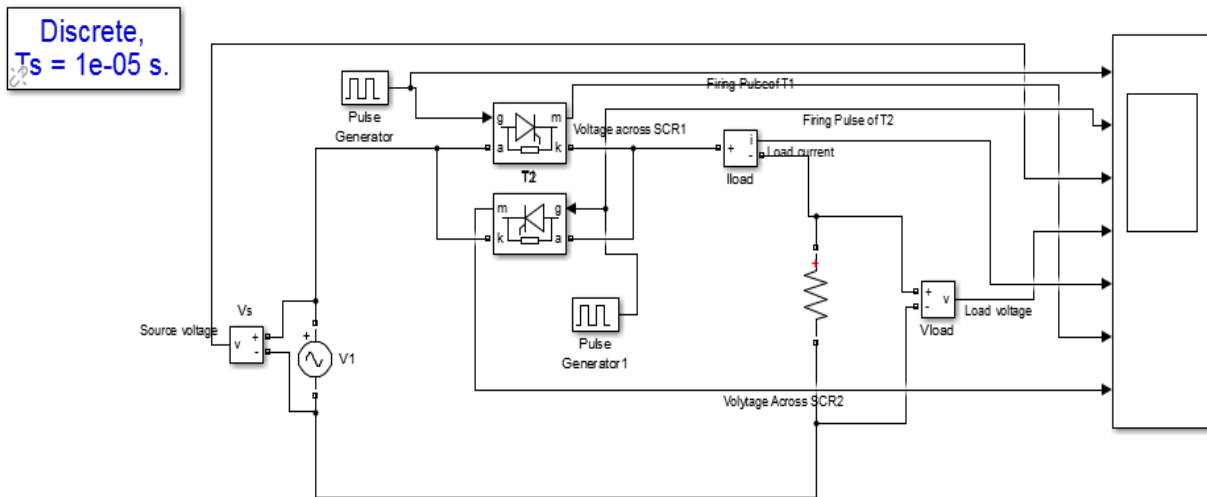 Discrete,
Ts = 1e-05 s.
Pulse
Generator
g
m
a
k
Firing Pulse of T1
Voltage across SCR1
Firing Pulse of T2
+
i
-
Load current
Iload
m
g
k
a
Vs
Source voltage
v
+
-
+
V1
Pulse
Generator1
+
+
-
v
Load voltage
Vload
Volytage Across SCR2